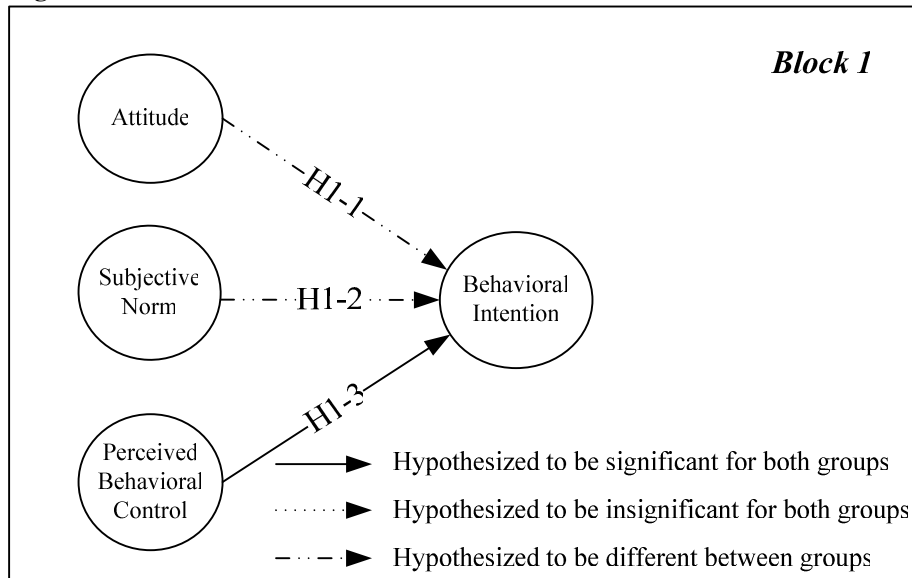 Block 1
Attitude
H1-1
Subjective
Norm
H1-2
Behavioral
Intention
H1-3
Perceived
Behavioral
Control
Hypothesized to be significant for both groups
Hypothesized to be insignificant for both groups
Hypothesized to be different between groups